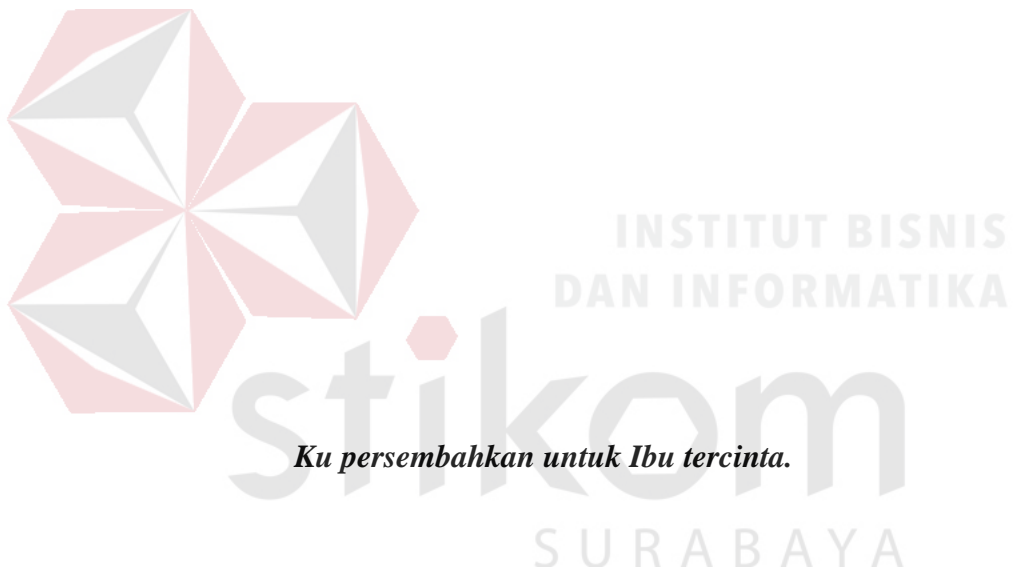 INSTITUT BISNIS
DAN INFORMATIKA
stikom
Ku persembahkan untuk Ibu tercinta.
SURABAYA